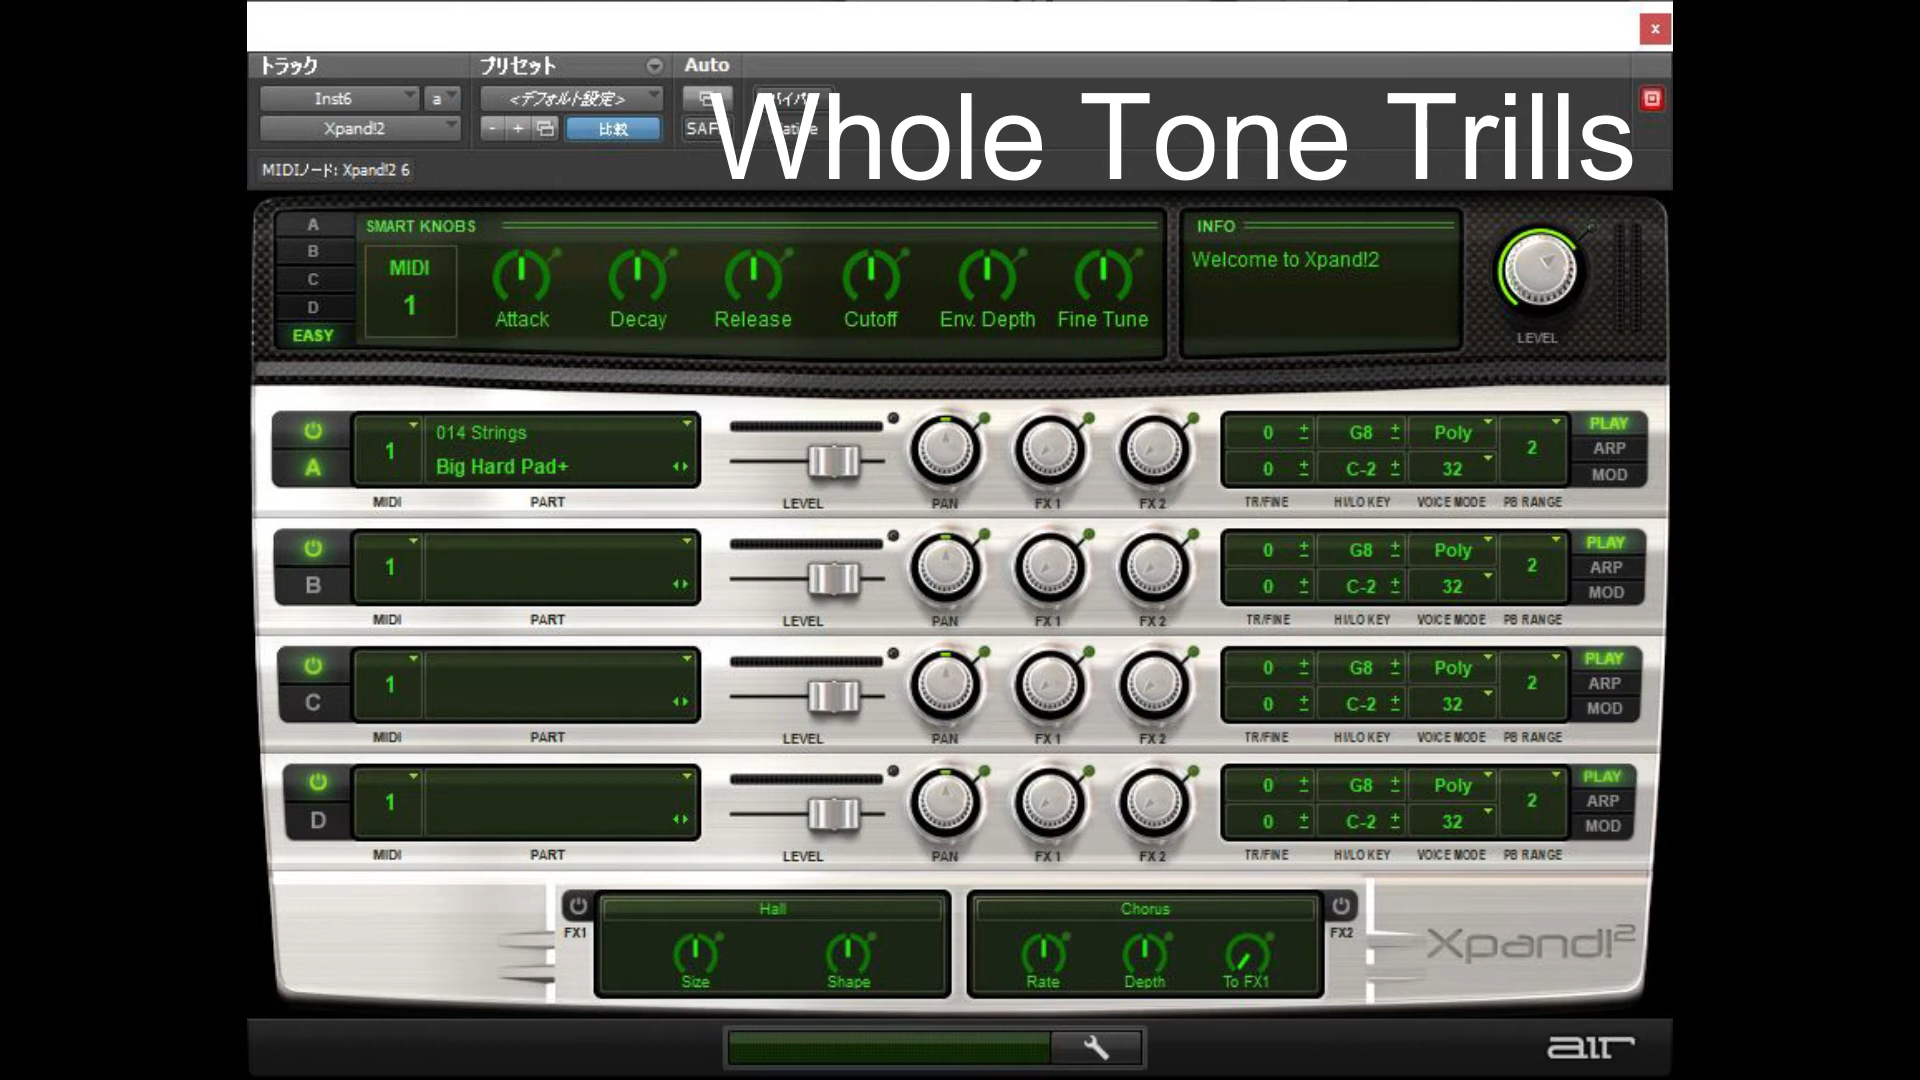 x
トラック プリセット Auto
Inst6 a <デフォルト設定>
Xpand!2 - + 比較
MIDIノード: Xpand!2 6
Whole Tone Trills
A
B
C
D
EASY
SMART KNOBS
MIDI
1
Attack Decay Release Cutoff Env. Depth Fine Tune
INFO
Welcome to Xpand!2
LEVEL
A 1 014 Strings
Big Hard Pad+
0 ± G8 ± Poly 2 PLAY
0 ± C-2 ± 32 ARP
MOD
MIDI PART LEVEL PAN FX 1 FX 2 TR/FINE HI/LO KEY VOICE MODE PB RANGE
B 1
0 ± G8 ± Poly 2 PLAY
0 ± C-2 ± 32 ARP
MOD
MIDI PART LEVEL PAN FX 1 FX 2 TR/FINE HI/LO KEY VOICE MODE PB RANGE
C 1
0 ± G8 ± Poly 2 PLAY
0 ± C-2 ± 32 ARP
MOD
MIDI PART LEVEL PAN FX 1 FX 2 TR/FINE HI/LO KEY VOICE MODE PB RANGE
D 1
0 ± G8 ± Poly 2 PLAY
0 ± C-2 ± 32 ARP
MOD
MIDI PART LEVEL PAN FX 1 FX 2 TR/FINE HI/LO KEY VOICE MODE PB RANGE
FX1 Hall
Size Shape
Chorus FX2
Rate Depth To FX1
Xpand!2
air